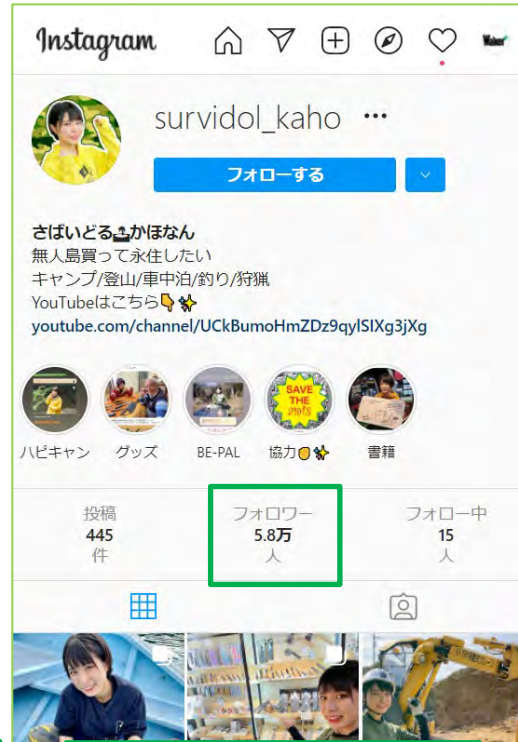 Instagram
survidol_kaho
フォローする
さばいどる🏝かほなん
無人島買って永住したい
キャンプ/登山/車中泊/釣り/狩猟
YouTubeはこちら👇✨
youtube.com/channel/UCkBumoHmZDz9qylSIXg3jXg
SAVE
THE
ハピキャン グッズ BE-PAL 協力✊✨ 書籍
投稿 フォロワー フォロー中
445 5.8万 15
件 人 人